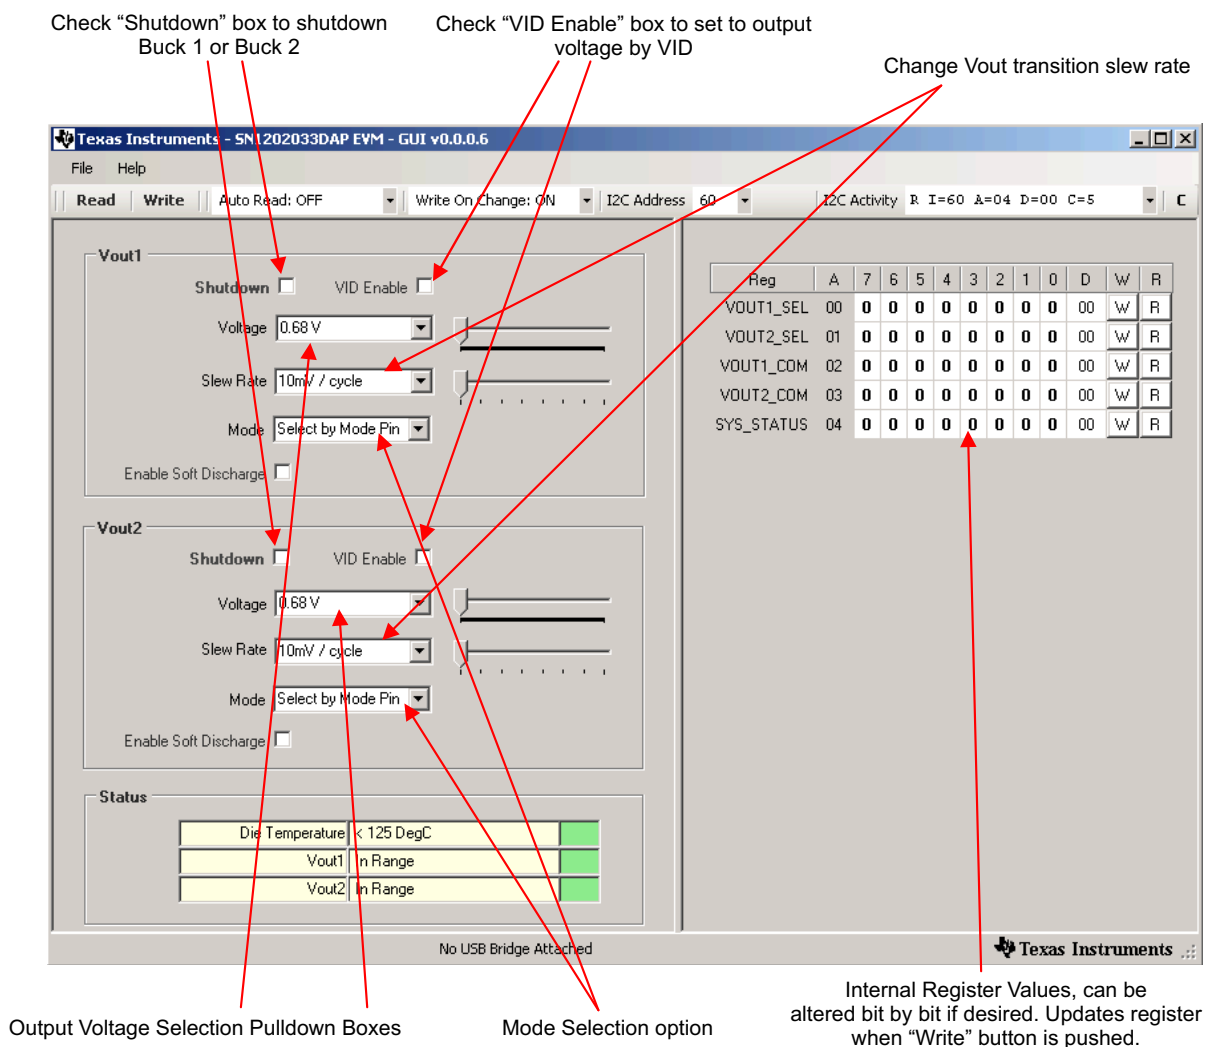 Check “Shutdown” box to shutdown
Buck 1 or Buck 2
Check “VID Enable” box to set to output
voltage by VID
Change Vout transition slew rate
Texas Instruments - SN1202033DAP EVM - GUI v0.0.0.6
File Help
Read Write Auto Read: OFF Write On Change: ON I2C Address 60 I2C Activity R I=60 A=04 D=00 C=5 C
Vout1
Shutdown VID Enable
Voltage 0.68 V
Slew Rate 10mV / cycle
Mode Select by Mode Pin
Enable Soft Discharge
Vout2
Shutdown VID Enable
Voltage 0.68 V
Slew Rate 10mV / cycle
Mode Select by Mode Pin
Enable Soft Discharge
Status
Die Temperature < 125 DegC
Vout1 In Range
Vout2 In Range
Reg A 7 6 5 4 3 2 1 0 D W R
VOUT1_SEL 00 0 0 0 0 0 0 0 0 00 W R
VOUT2_SEL 01 0 0 0 0 0 0 0 0 00 W R
VOUT1_COM 02 0 0 0 0 0 0 0 0 00 W R
VOUT2_COM 03 0 0 0 0 0 0 0 0 00 W R
SYS_STATUS 04 0 0 0 0 0 0 0 0 00 W R
No USB Bridge Attached
Texas Instruments
Output Voltage Selection Pulldown Boxes
Mode Selection option
Internal Register Values, can be
altered bit by bit if desired. Updates register
when “Write” button is pushed.